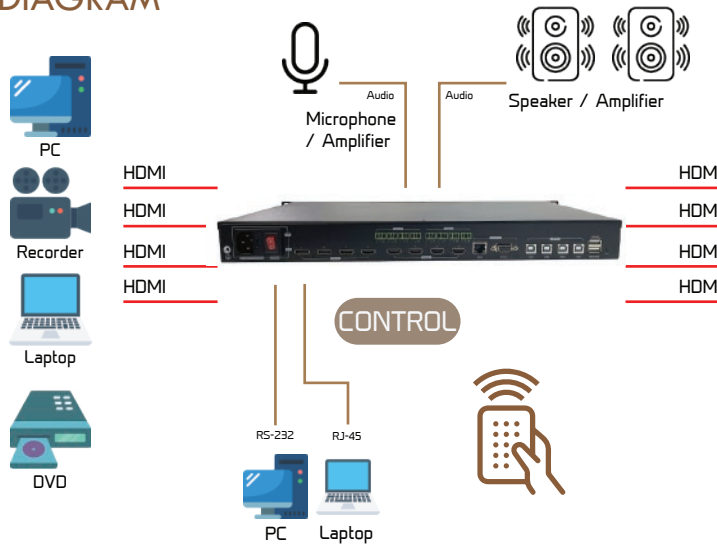 DIAGRAM
Audio
Audio
Speaker / Amplifier
Microphone
/ Amplifier
PC
HDMI
HDM
HDMI
HDM
Recorder
HDMI
HDM
HDMI
HDM
CONTROL
Laptop
RS-232
RJ-45
DVD
PC
Laptop